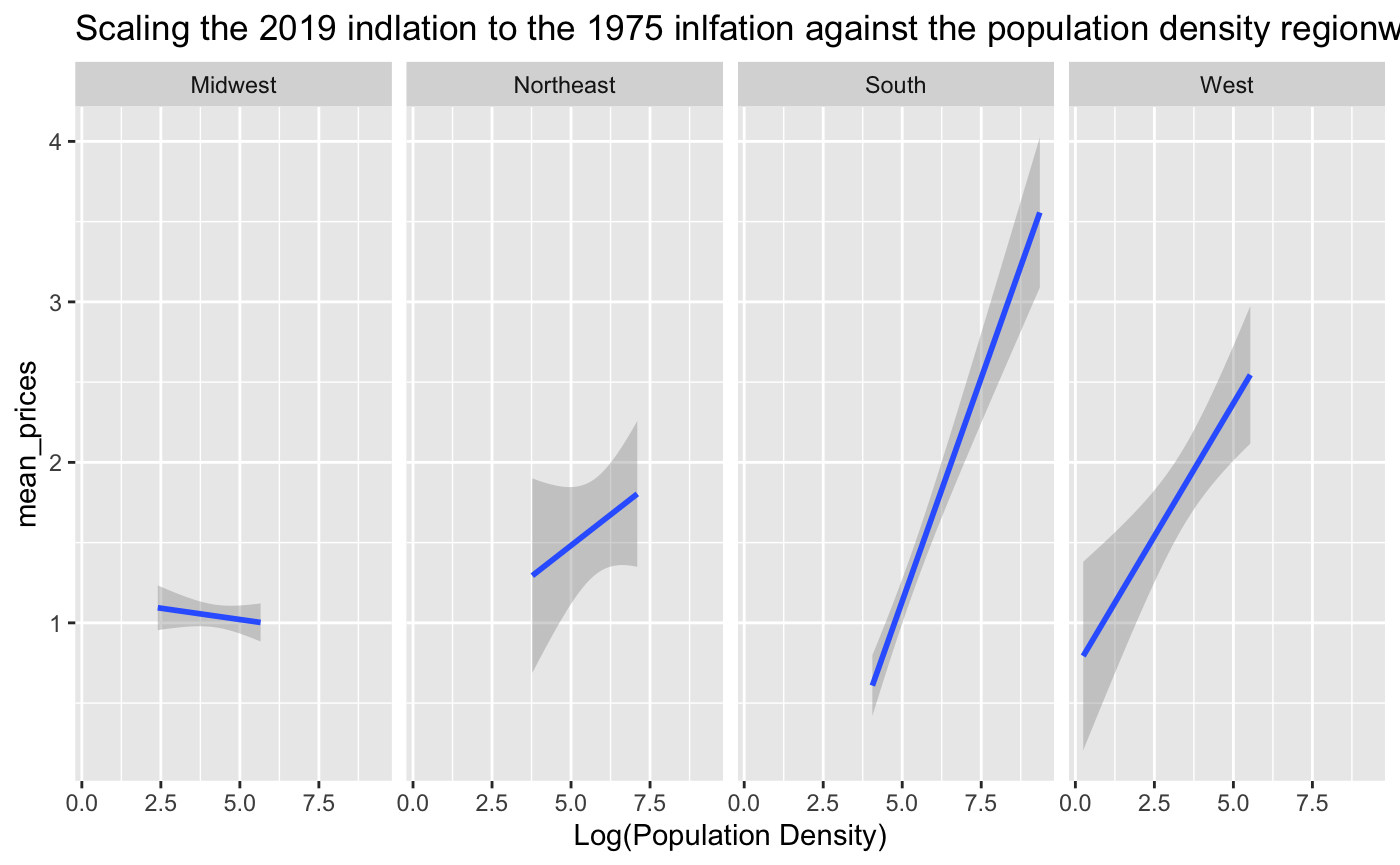 Scaling the 2019 indlation to the 1975 inlfation against the population density regionw
Midwest Northeast South West
4
3
2
1
mean_prices
0.0 2.5 5.0 7.5 0.0 2.5 5.0 7.5 0.0 2.5 5.0 7.5 0.0 2.5 5.0 7.5
Log(Population Density)